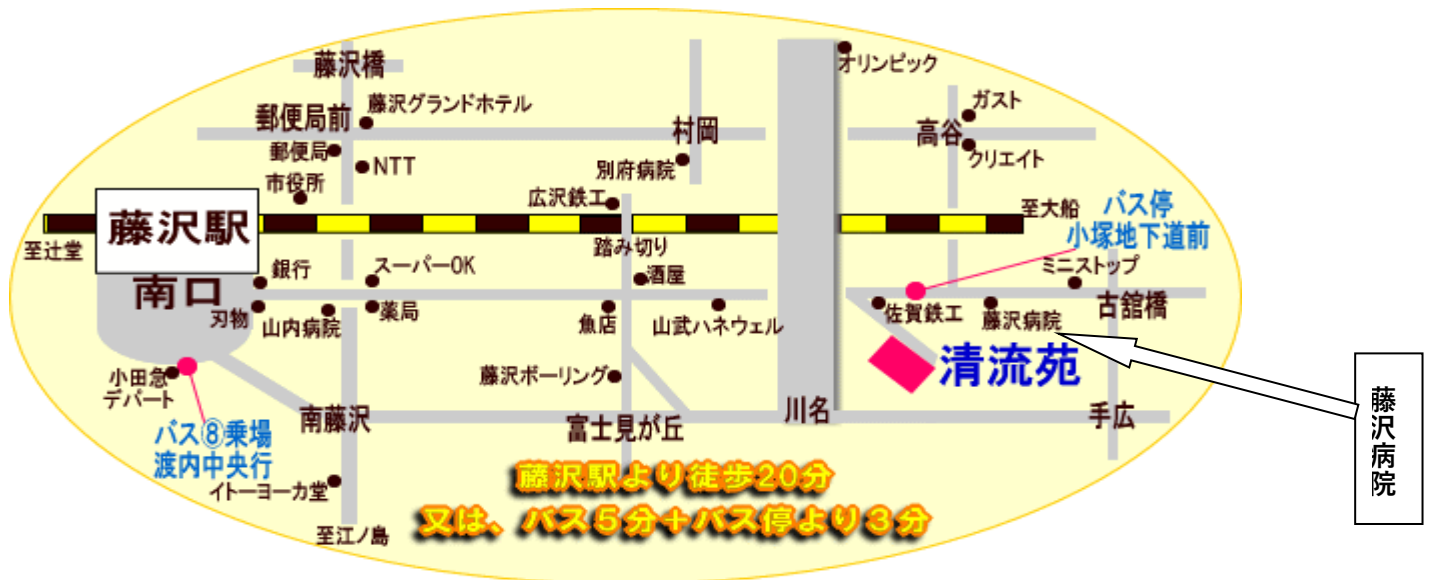 オリンピック
藤沢橋
藤沢グランドホテル
ガスト
郵便局前
村岡
高谷
郵便局
NTT
別府病院
クリエイト
市役所
広沢鉄工
藤沢駅
至大船
バス停
小塚地下道前
至辻堂
踏み切り
南口
銀行
スーパーOK
酒屋
ミニストップ
刃物
山内病院
薬局
魚店
山武ハネウェル
佐賀鉄工
藤沢病院
古舘橋
清流苑
小田急
デパート
藤沢ボーリング
藤沢病院
南藤沢
富士見が丘
川名
手広
バス⑧乗場
渡内中央行
イトーヨーカ堂
至江ノ島
藤沢駅より徒歩20分
又は、バス5分+バス停より3分